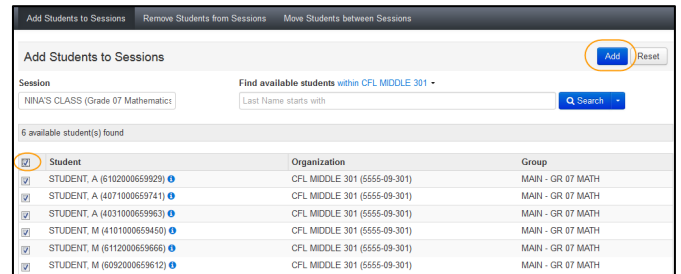 Add Students to Sessions Remove Students from Sessions Move Students between Sessions
Add Students to Sessions Add Reset
Session Find available students within CFL MIDDLE 301
NINA'S CLASS (Grade 07 Mathematics Last Name starts with Search
6 available student(s) found
Student Organization Group
STUDENT, A (6102000659929) CFL MIDDLE 301 (5555-09-301) MAIN - GR 07 MATH
STUDENT, A (4071000659741) CFL MIDDLE 301 (5555-09-301) MAIN - GR 07 MATH
STUDENT, A (4031000659963) CFL MIDDLE 301 (5555-09-301) MAIN - GR 07 MATH
STUDENT, M (4101000659450) CFL MIDDLE 301 (5555-09-301) MAIN - GR 07 MATH
STUDENT, M (6112000659666) CFL MIDDLE 301 (5555-09-301) MAIN - GR 07 MATH
STUDENT, M (6092000659612) CFL MIDDLE 301 (5555-09-301) MAIN - GR 07 MATH